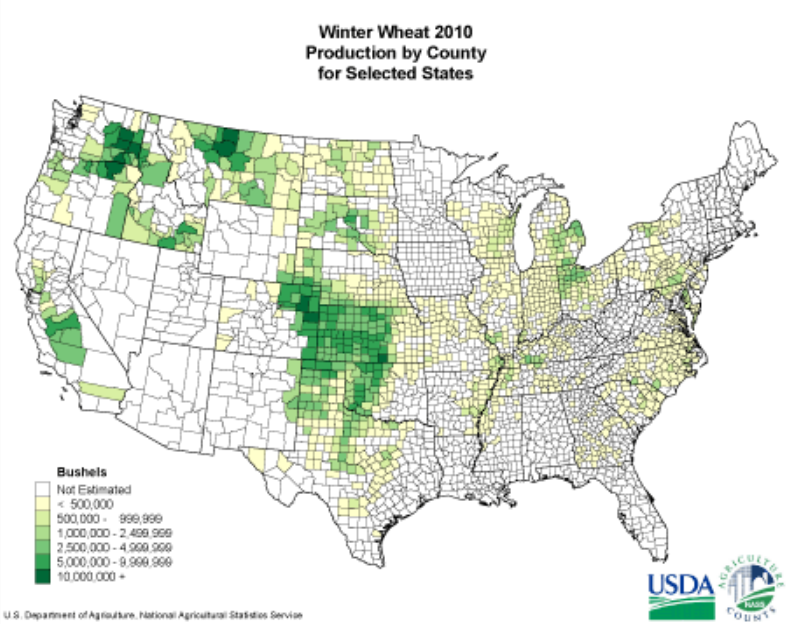 Winter Wheat 2010
Production by County
for Selected States
Bushels
Not Estimated
< 500,000
500,000 - 999,999
1,000,000 - 2,499,999
2,500,000 - 4,999,999
5,000,000 - 9,999,999
10,000,000 +
USDA
AGRICULTURE
NASS
COUNTS
U.S. Department of Agriculture, National Agricultural Statistics Service